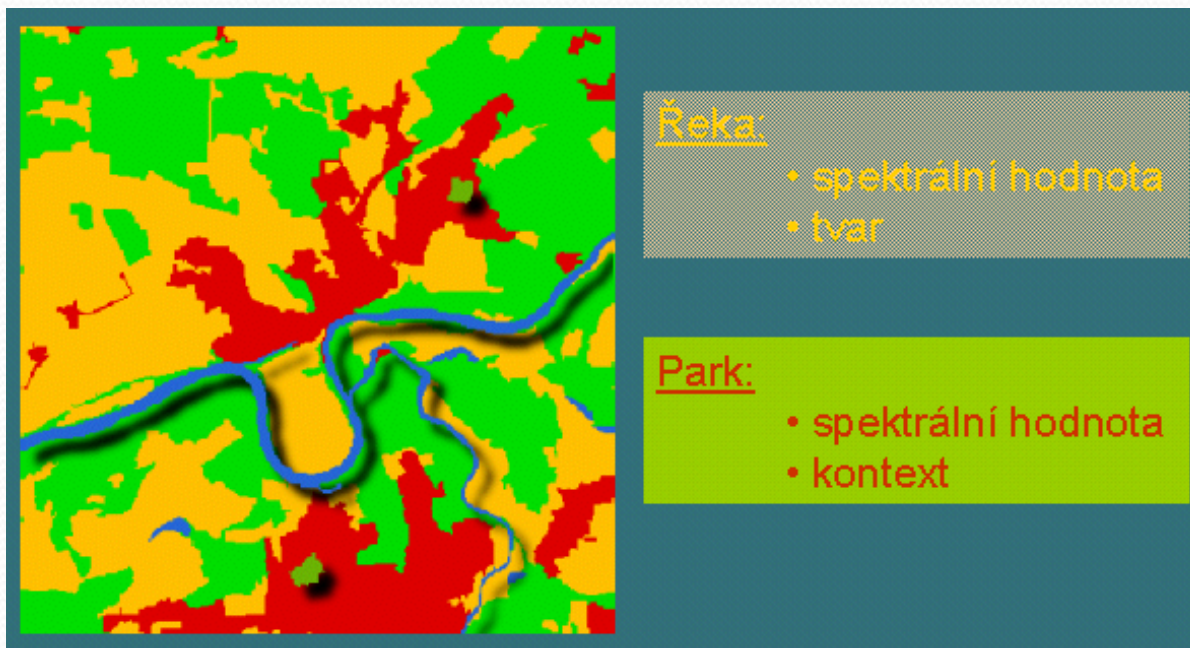 Řeka:
• spektrální hodnota
• tvar
Park:
• spektrální hodnota
• kontext